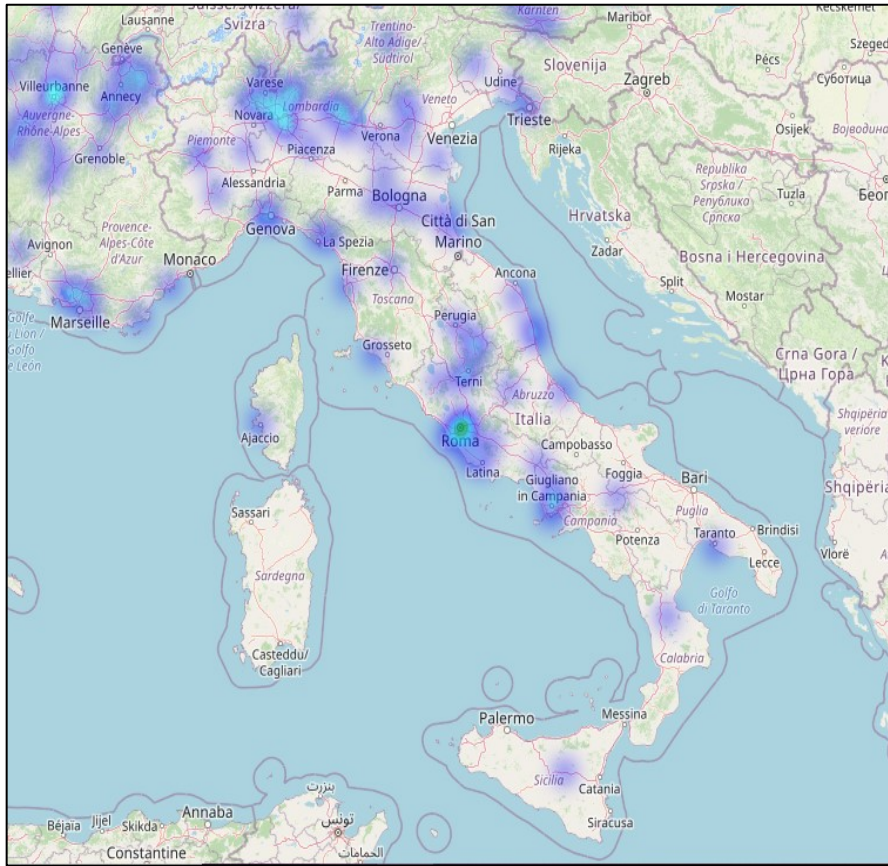 Lausanne
Svizra
Trentino-
Alto Adige/
Südtirol
Kärnten
Maribor
Kecskemét
Genève
Slovenija
Pécs
Szeged
Villeurbanne
Annecy
Varese
Lombardia
Udine
Zagreb
Суботица
Auvergne-
Rhône-Alpes
Novara
Veneto
Verona
Venezia
Trieste
Osijek
Војводина
Grenoble
Piemonte
Piacenza
Rijeka
Alessandria
Parma
Republika
Srpska /
Република
Српска
Tuzla
Bologna
Città di San
Marino
Hrvatska
Provence-
Alpes-Côte
d'Azur
Genova
La Spezia
Avignon
Monaco
Firenze
Zadar
Bosna i Hercegovina
Ancona
Split
Toscana
Mostar
Marseille
Perugia
Golfo
de León
Grosseto
Crna Gora /
Црна Гора
Terni
Abruzzo
Italia
Ajaccio
Roma
Campobasso
Shqipëria
veriore
Latina
Giugliano
in Campania
Foggia
Bari
Shqipëria
Sassari
Campania
Puglia
Potenza
Taranto
Brindisi
Lecce
Vlorë
Sardegna
Golfo
di Taranto
Casteddu/
Cagliari
Calabria
Palermo
Messina
Sicilia
Catania
Siracusa
بنزرت
Béjaïa
Jijel
Skikda
Annaba
تونس
Constantine
الحمامات